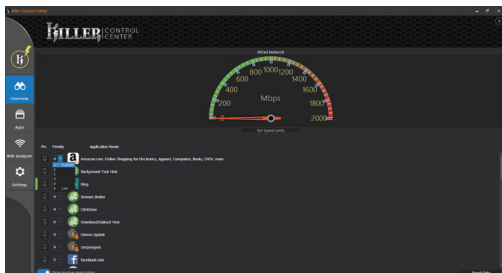 Killer Control Center
KILLER CONTROL CENTER
Wired Network
0 200 400 600 800 1000 1200 1400 1600 1800 2000
Mbps
Set Speed Limits
Overview
Apps
WiFi Analyzer
Settings
Pin Priority Application Name
Amazon.com: Online Shopping for Electronics, Apparel, Computers, Books, DVDs more
Background Task Host
Bing
Browser_Broker
ClickOnce
Download/Upload Host
Drivers Update
Facebook.com